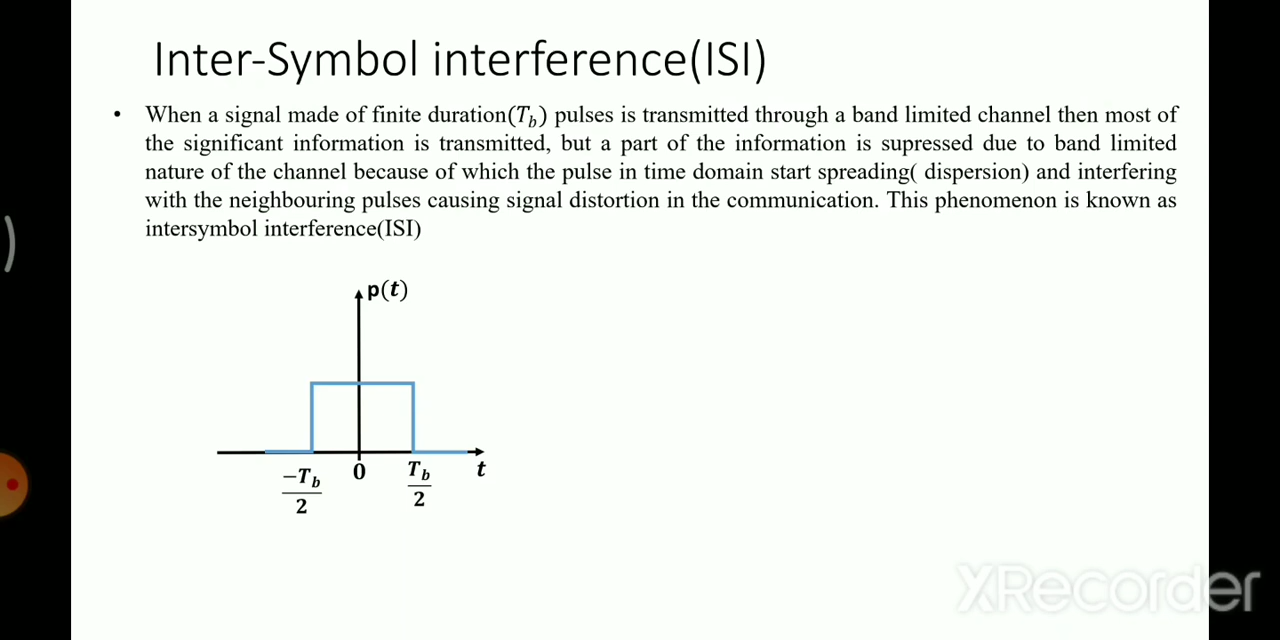 Inter-Symbol interference(ISI)
• When a signal made of finite duration(T_b) pulses is transmitted through a band limited channel then most of
the significant information is transmitted, but a part of the information is supressed due to band limited
nature of the channel because of which the pulse in time domain start spreading( dispersion) and interfering
with the neighbouring pulses causing signal distortion in the communication. This phenomenon is known as
intersymbol interference(ISI)
p(t)
-T_b/2 0 T_b/2 t
XRecorder
)